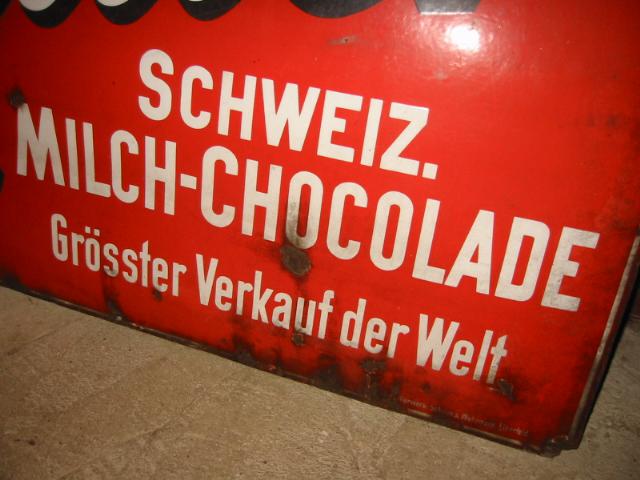 SCHWEIZ.
MILCH-CHOCOLADE
Grösster Verkauf der Welt